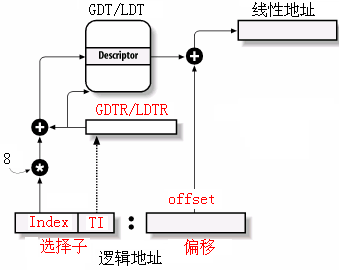 GDT/LDT
线性地址
Descriptor
+
+
GDTR/LDTR
8
*
offset
Index TI :
选择子
偏移
逻辑地址